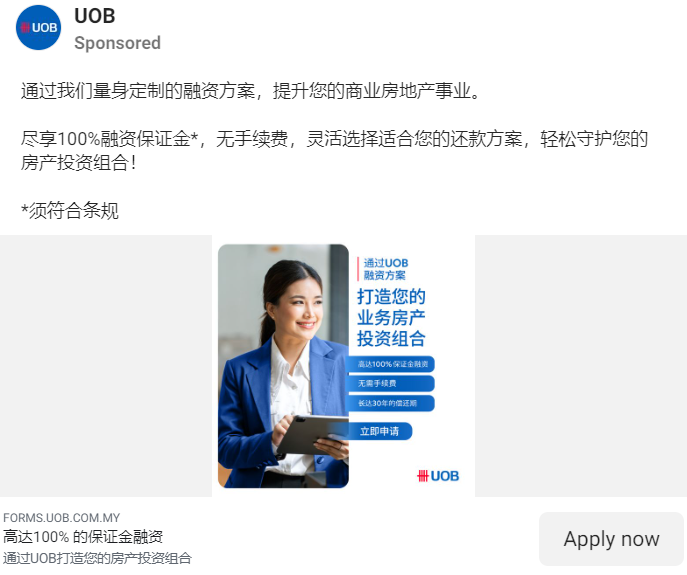 UOB
UOB
Sponsored
通过我们量身定制的融资方案，提升您的商业房地产事业。
尽享100%融资保证金*，无手续费，灵活选择适合您的还款方案，轻松守护您的
房产投资组合！
*须符合条规
通过UOB
融资方案
打造您的
业务房产
投资组合
高达100% 保证金融资
无需手续费
长达30年的偿还期
立即申请
UOB
FORMS.UOB.COM.MY
高达100% 的保证金融资
通过UOB打造您的房产投资组合
Apply now